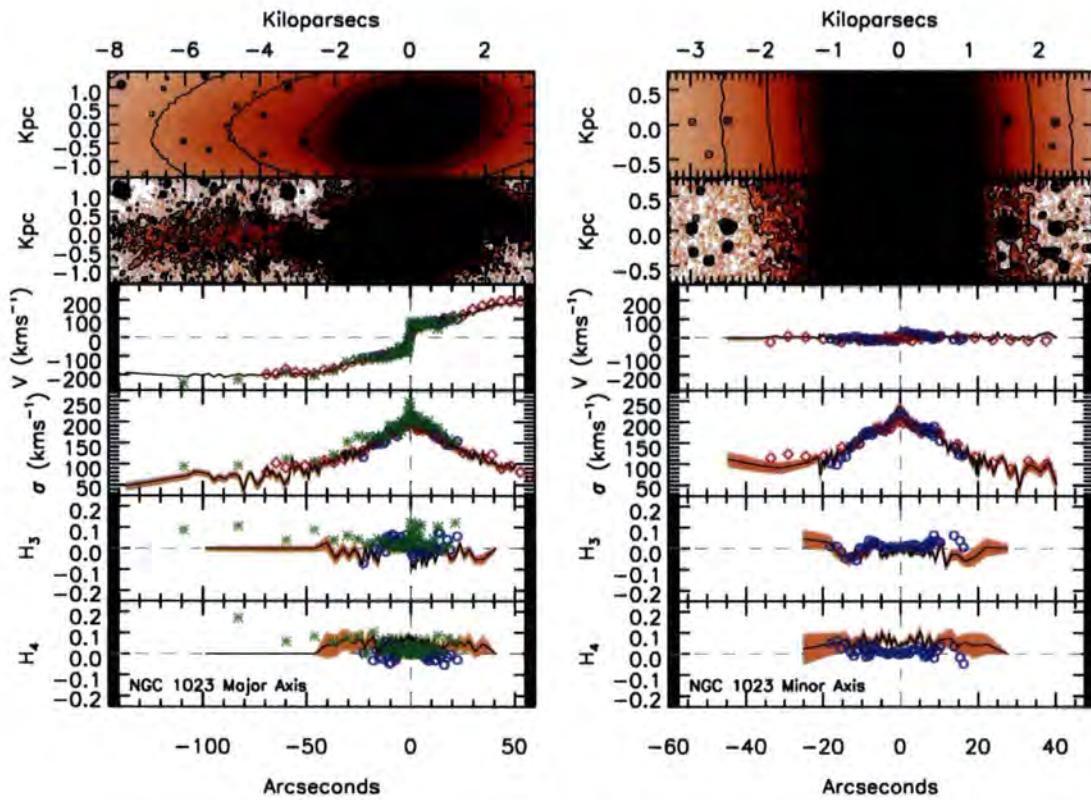 Kiloparsecs
-8 -6 -4 -2 0 2
Kpc
1.0
0.5
0.0
-0.5
-1.0
Kpc
1.0
0.5
0.0
-0.5
-1.0
V (kms⁻¹)
200
100
0
-100
-200
σ (kms⁻¹)
250
200
150
100
50
H₃
0.2
0.1
0.0
-0.1
-0.2
H₄
0.2
0.1
0.0
-0.1
-0.2
NGC 1023 Major Axis
-100 -50 0 50
Arcseconds
Kiloparsecs
-3 -2 -1 0 1 2
Kpc
0.5
0.0
-0.5
Kpc
0.5
0.0
-0.5
V (kms⁻¹)
200
100
0
-100
-200
σ (kms⁻¹)
250
200
150
100
50
H₃
0.2
0.1
0.0
-0.1
-0.2
H₄
0.2
0.1
0.0
-0.1
-0.2
NGC 1023 Minor Axis
-60 -40 -20 0 20 40
Arcseconds